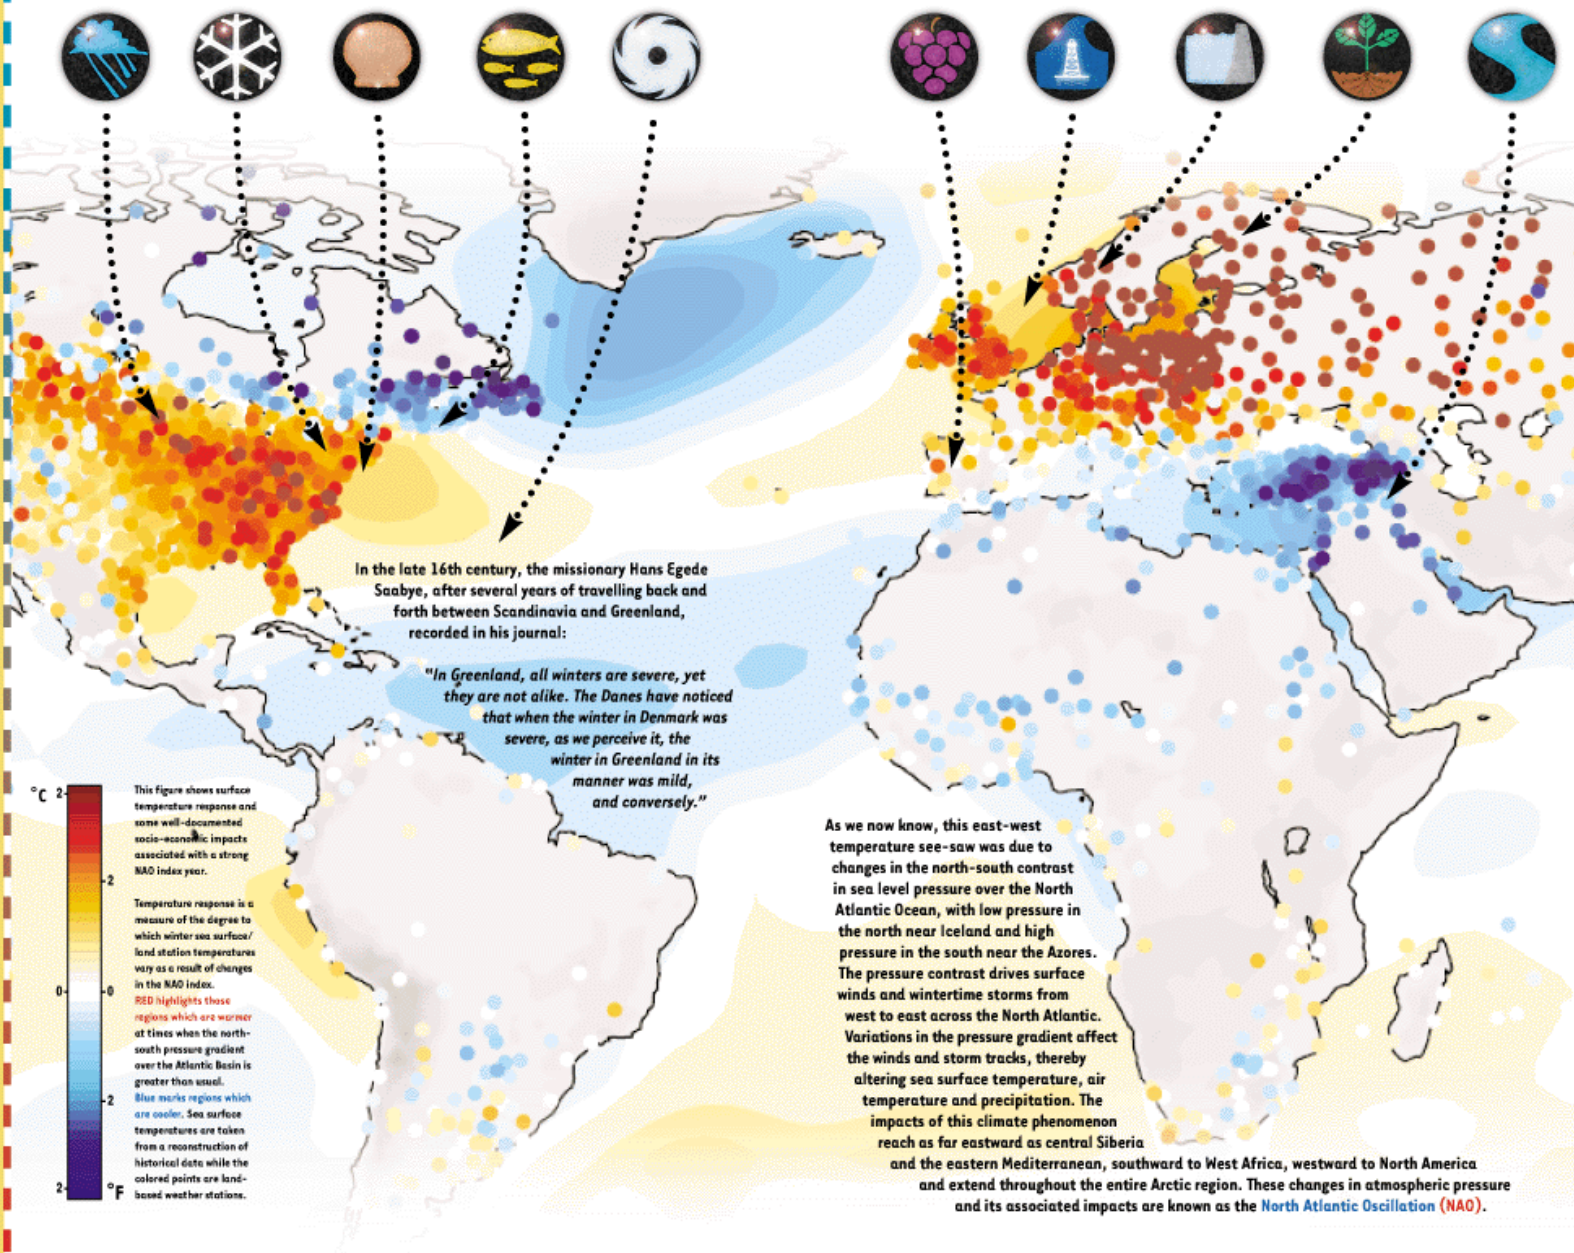 In the late 16th century, the missionary Hans Egede
Saabye, after several years of travelling back and
forth between Scandinavia and Greenland,
recorded in his journal:
"In Greenland, all winters are severe, yet
they are not alike. The Danes have noticed
that when the winter in Denmark was
severe, as we perceive it, the
winter in Greenland in its
manner was mild,
and conversely."
°C
2
2
0
0
2
2
°F
This figure shows surface
temperature response and
some well-documented
socio-economic impacts
associated with a strong
NAO index year.
Temperature response is a
measure of the degree to
which winter sea surface/
land station temperatures
vary as a result of changes
in the NAO index.
RED highlights those
regions which are warmer
at times when the north-
south pressure gradient
over the Atlantic Basin is
greater than usual.
Blue marks regions which
are cooler. Sea surface
temperatures are taken
from a reconstruction of
historical data while the
colored points are land-
based weather stations.
As we now know, this east-west
temperature see-saw was due to
changes in the north-south contrast
in sea level pressure over the North
Atlantic Ocean, with low pressure in
the north near Iceland and high
pressure in the south near the Azores.
The pressure contrast drives surface
winds and wintertime storms from
west to east across the North Atlantic.
Variations in the pressure gradient affect
the winds and storm tracks, thereby
altering sea surface temperature, air
temperature and precipitation. The
impacts of this climate phenomenon
reach as far eastward as central Siberia
and the eastern Mediterranean, southward to West Africa, westward to North America
and extend throughout the entire Arctic region. These changes in atmospheric pressure
and its associated impacts are known as the North Atlantic Oscillation (NAO).